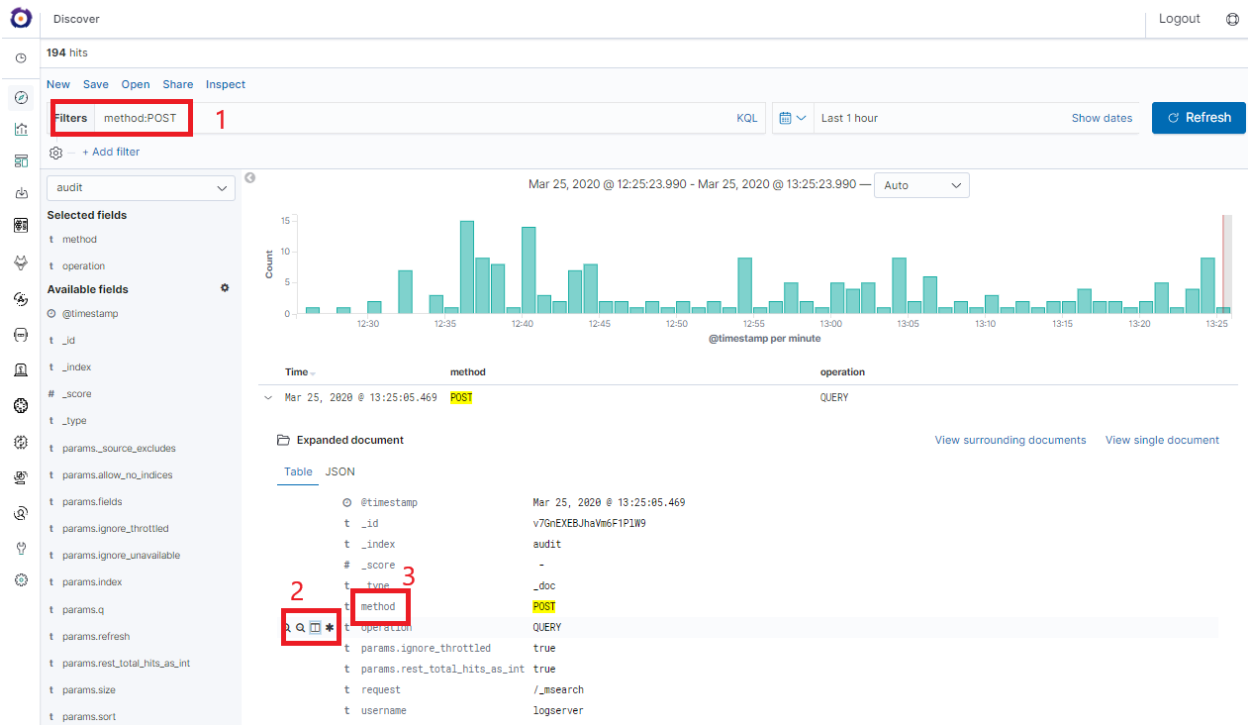 Discover
Logout
194 hits
New Save Open Share Inspect
Filters method:POST 1 KQL Last 1 hour Show dates Refresh
+ Add filter
audit
Mar 25, 2020 @ 12:25:23.990 - Mar 25, 2020 @ 13:25:23.990 — Auto
Selected fields
t method
t operation
Available fields
@timestamp
t _id
t _index
# _score
t _type
t params._source_excludes
t params.allow_no_indices
t params.fields
t params.ignore_throttled
t params.ignore_unavailable
t params.index
t params.q
t params.refresh
t params.rest_total_hits_as_int
t params.size
t params.sort
Count
15
10
5
0
12:30 12:35 12:40 12:45 12:50 12:55 13:00 13:05 13:10 13:15 13:20 13:25
@timestamp per minute
Time method operation
Mar 25, 2020 @ 13:25:05.469 POST QUERY
Expanded document View surrounding documents View single document
Table JSON
@timestamp Mar 25, 2020 @ 13:25:05.469
t _id v7GnEXEBJhaVm6F1PlW9
t _index audit
# _score -
t _type _doc
3
t method POST
2
t operation QUERY
t params.ignore_throttled true
t params.rest_total_hits_as_int true
t request /_msearch
t username logserver